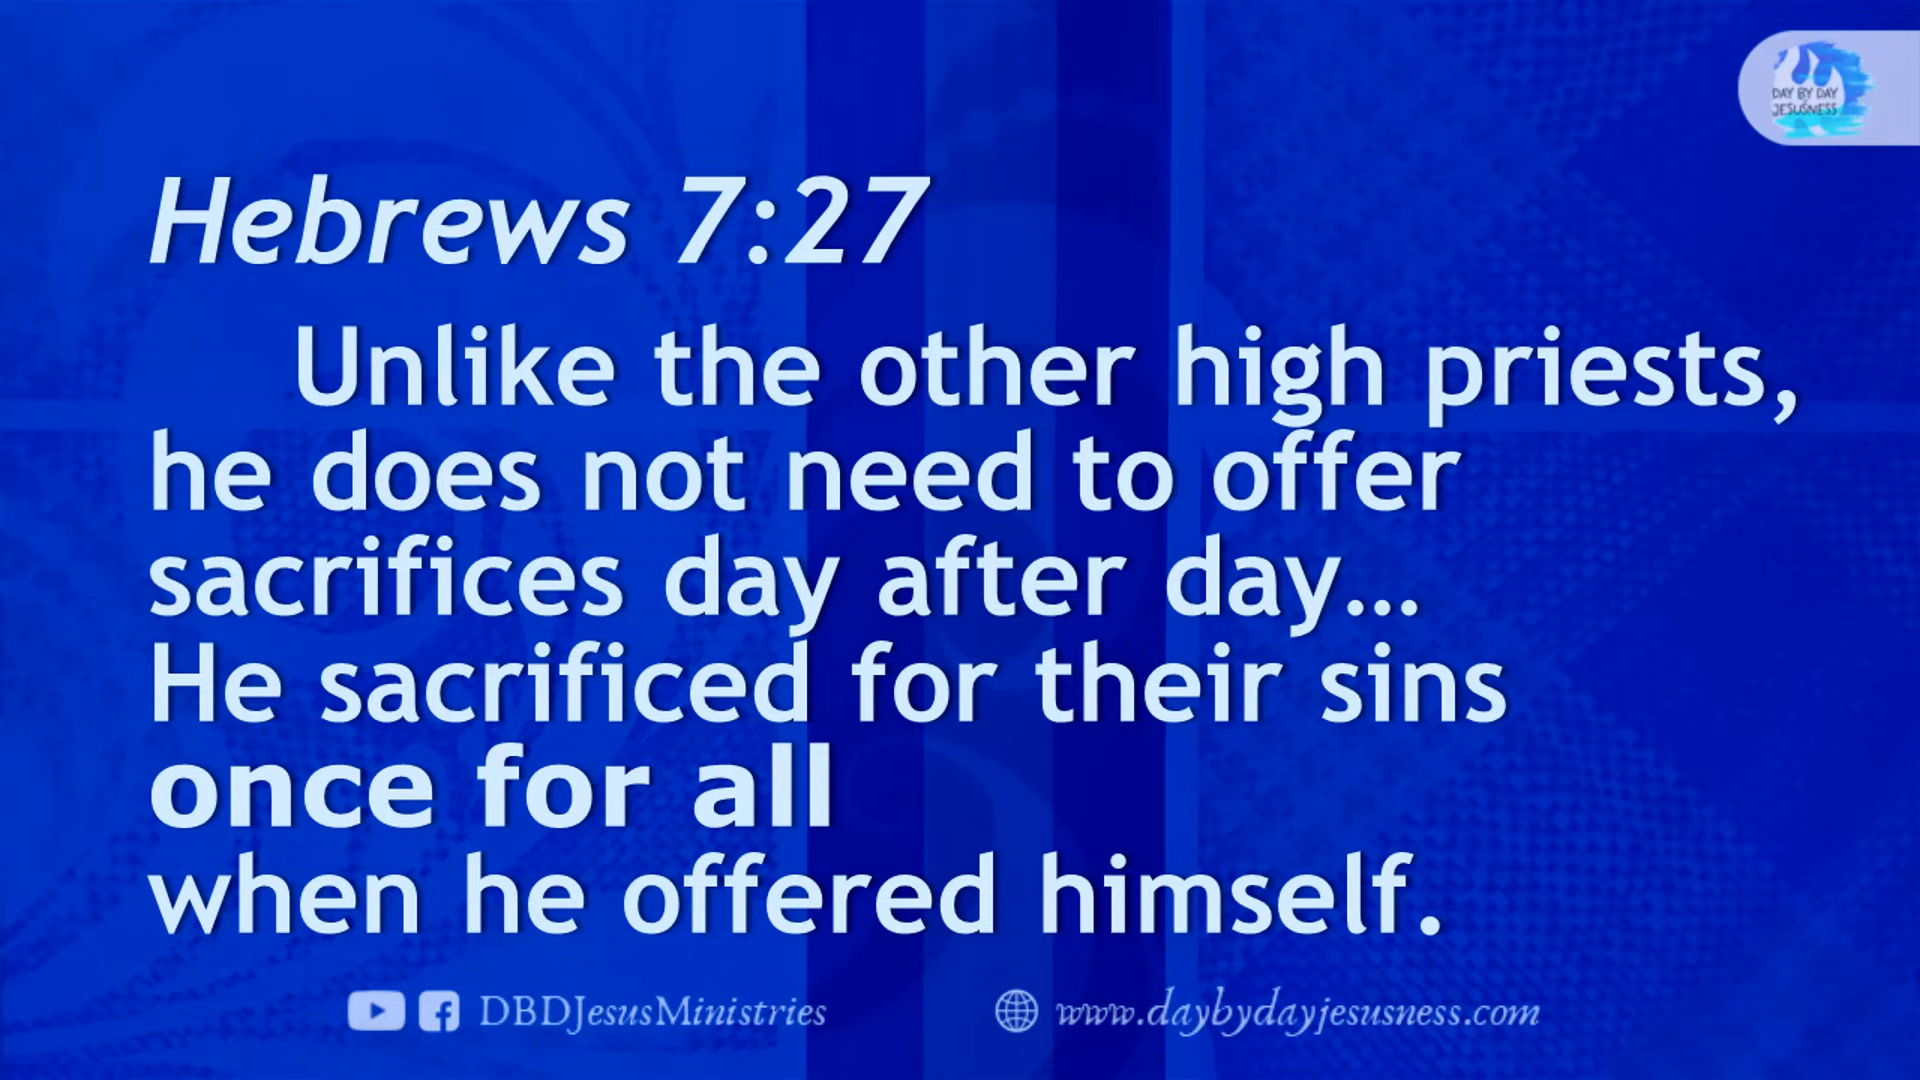 DAY BY DAY
JESUSNESS
Hebrews 7:27
Unlike the other high priests,
he does not need to offer
sacrifices day after day...
He sacrificed for their sins
once for all
when he offered himself.
DBDJesusMinistries
www.daybydayjesusness.com